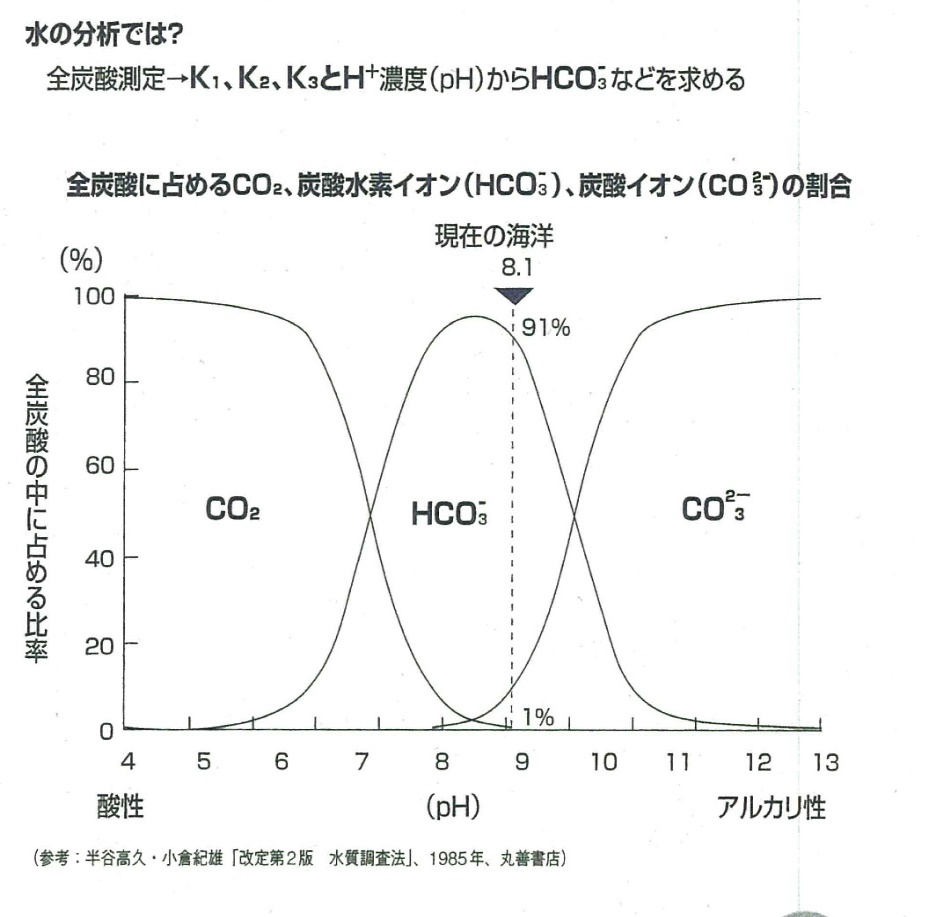 水の分析では?
全炭酸測定→K₁、K₂、K₃とH⁺濃度(pH)からHCO₃⁻などを求める
全炭酸に占めるCO₂、炭酸水素イオン(HCO₃⁻)、炭酸イオン(CO₃²⁻)の割合
現在の海洋
8.1
(%)
100
91%
80
全炭酸の中に占める比率
60
CO₂
HCO₃⁻
CO₃²⁻
40
20
1%
0
4 5 6 7 8 9 10 11 12 13
酸性 (pH) アルカリ性
(参考:半谷高久・小倉紀雄「改定第2版 水質調査法」、1985年、丸善書店)